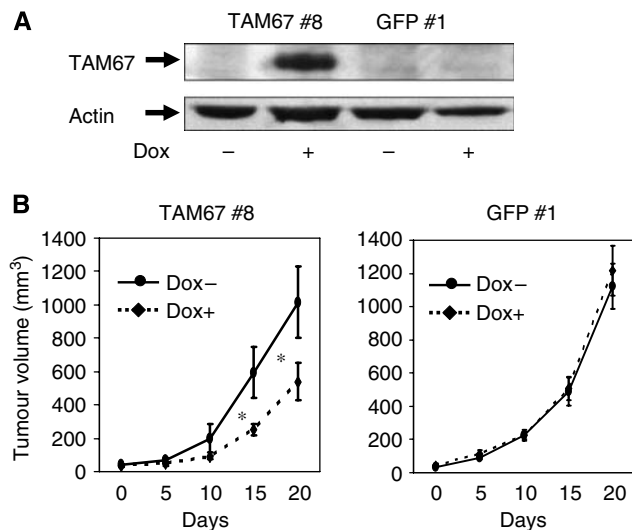 A
TAM67 #8 GFP #1
TAM67
Actin
Dox – + – +
B
TAM67 #8
Tumour volume (mm³)
1400
1200
1000
800
600
400
200
0
Dox–
Dox+
*
*
0 5 10 15 20
Days
GFP #1
1400
1200
1000
800
600
400
200
0
Dox–
Dox+
0 5 10 15 20
Days